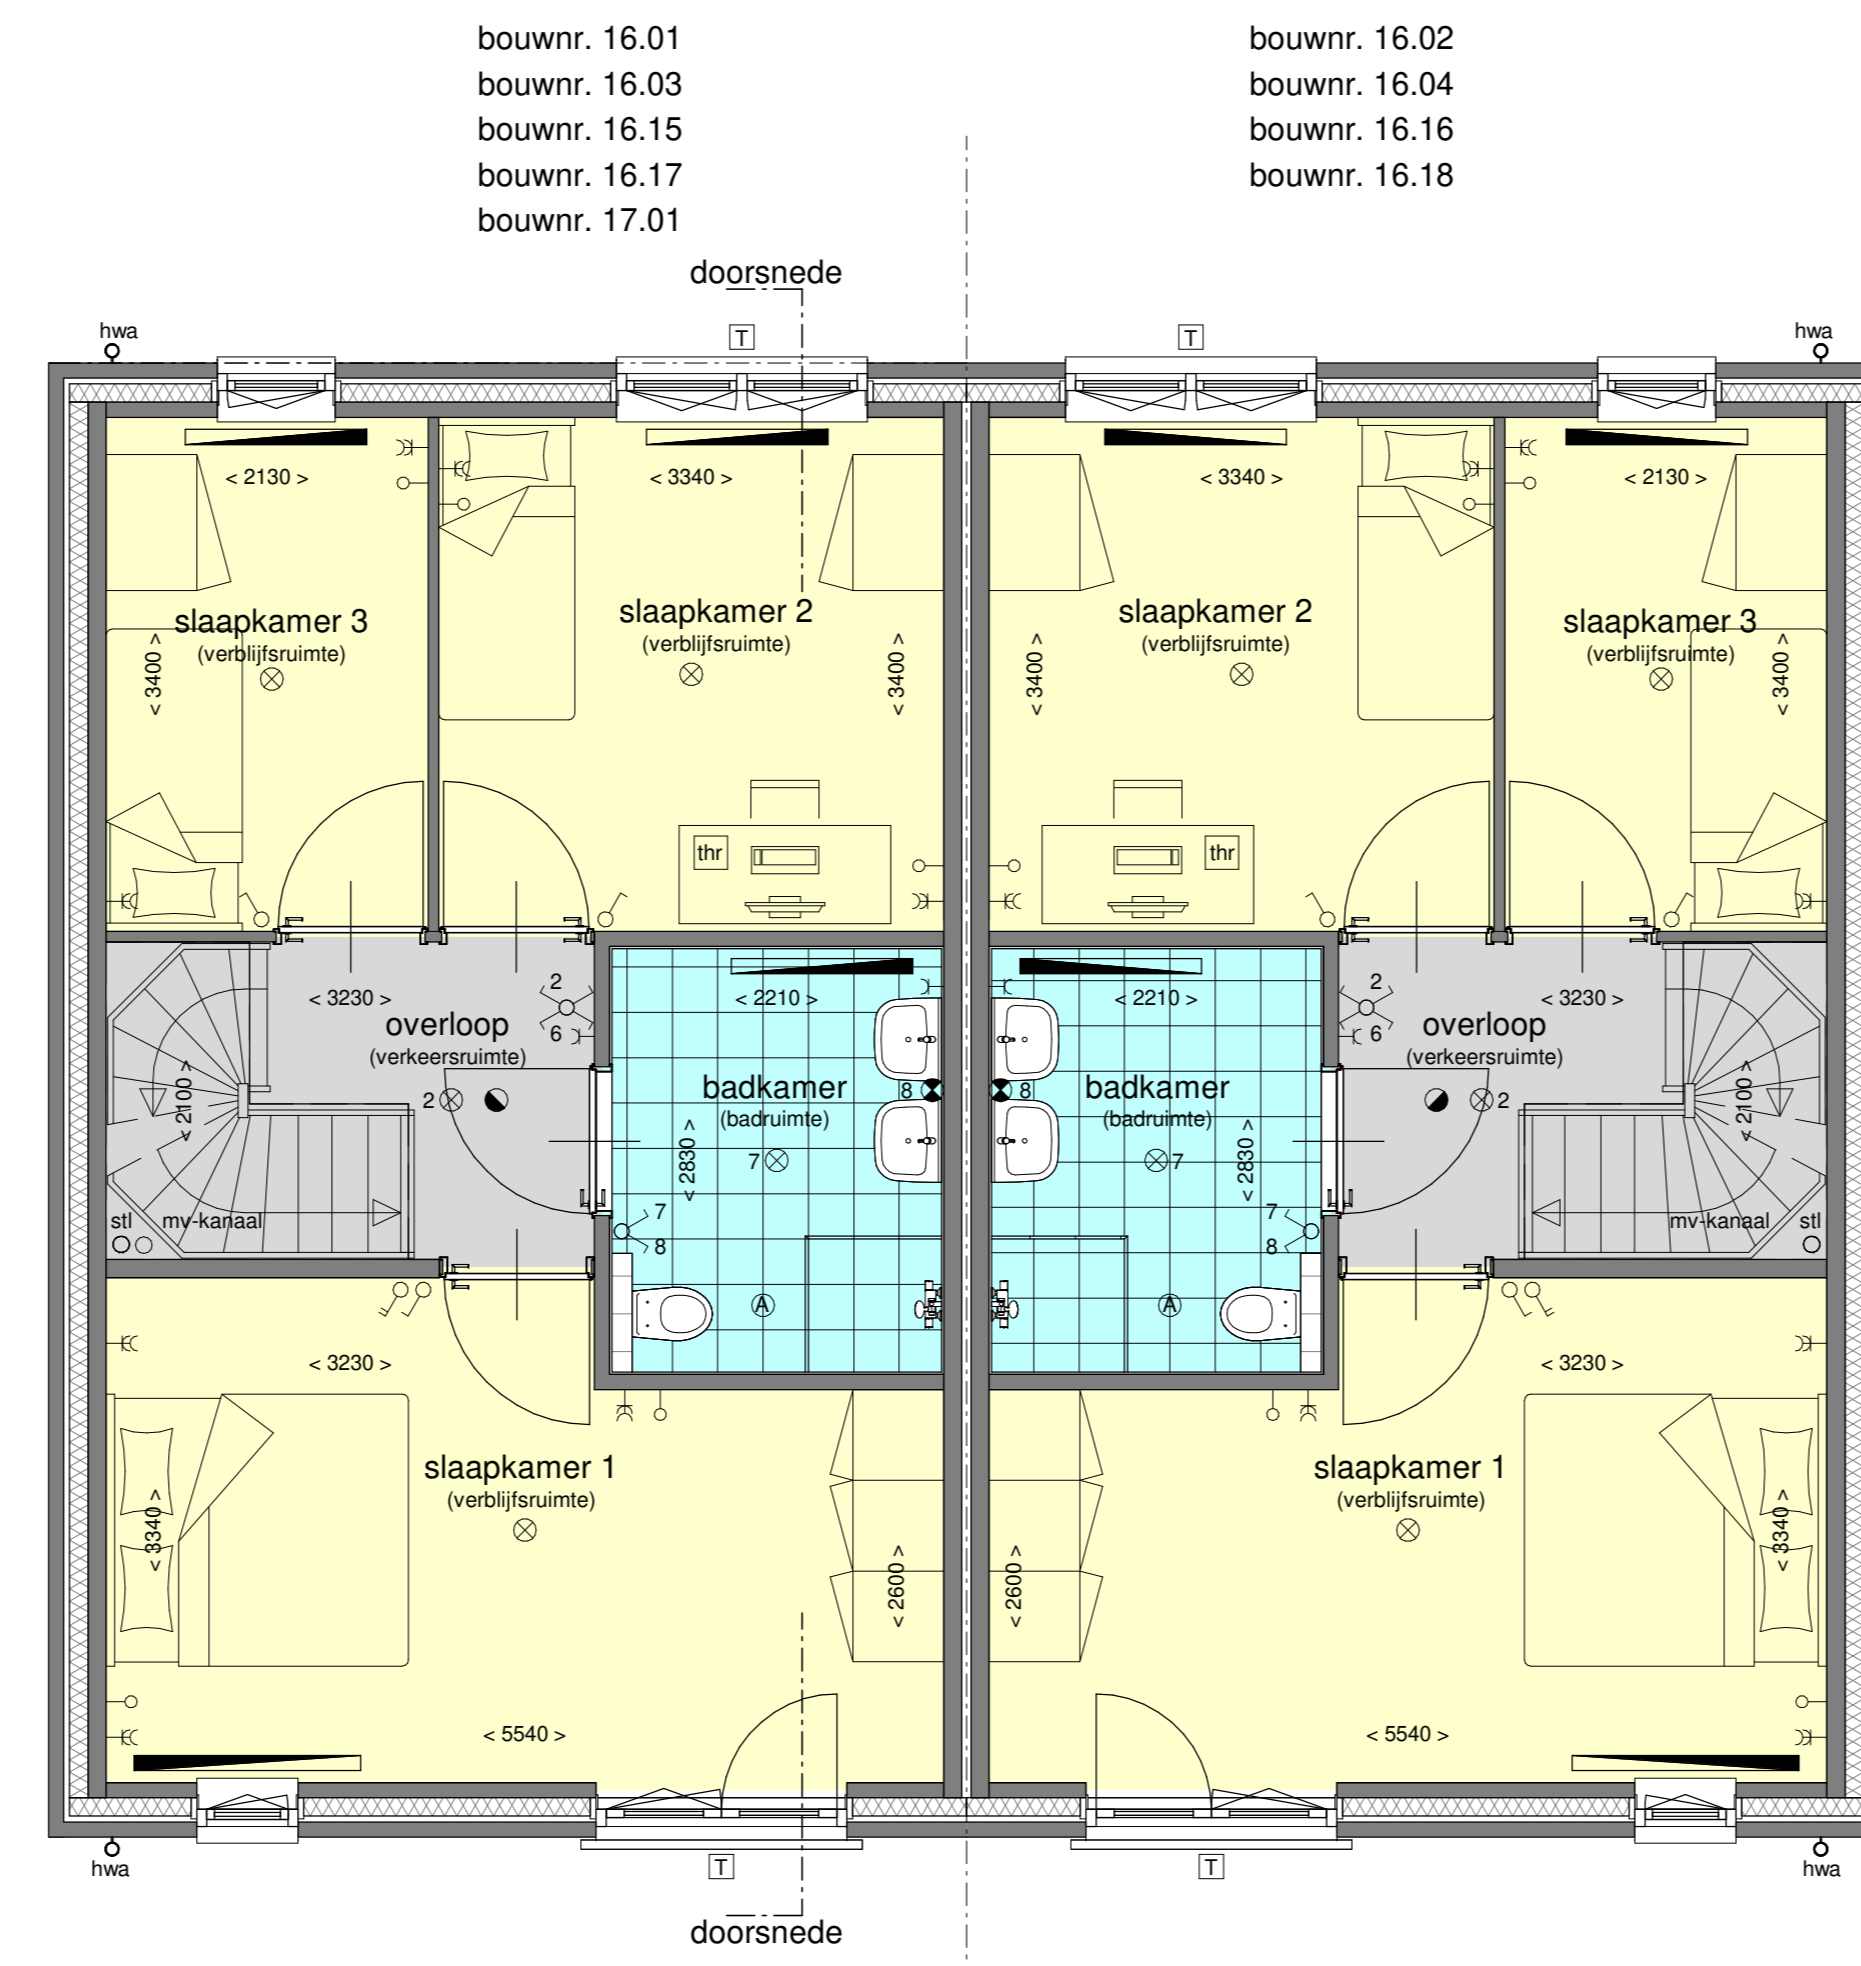 bouwnr. 16.01
bouwnr. 16.03
bouwnr. 16.15
bouwnr. 16.17
bouwnr. 17.01
bouwnr. 16.02
bouwnr. 16.04
bouwnr. 16.16
bouwnr. 16.18
doorsnede
T
T
hwa
hwa
< 2130 >
< 3340 >
< 3340 >
< 2130 >
slaapkamer 3
(verblijfsruimte)
< 3400 >
slaapkamer 2
(verblijfsruimte)
< 3400 >
slaapkamer 2
(verblijfsruimte)
< 3400 >
slaapkamer 3
(verblijfsruimte)
< 3400 >
thr
thr
< 3230 >
2
6
overloop
(verkeersruimte)
< 2100 >
2
stl
mv-kanaal
< 2210 >
badkamer
(badruimte)
8
< 2830 >
7
7
8
A
< 2210 >
badkamer
(badruimte)
8
< 2830 >
7
7
8
A
2
6
< 3230 >
overloop
(verkeersruimte)
2
< 2100 >
mv-kanaal
stl
< 3230 >
slaapkamer 1
(verblijfsruimte)
< 3340 >
< 2600 >
< 5540 >
< 3230 >
slaapkamer 1
(verblijfsruimte)
< 3340 >
< 2600 >
< 5540 >
hwa
T
T
hwa
doorsnede